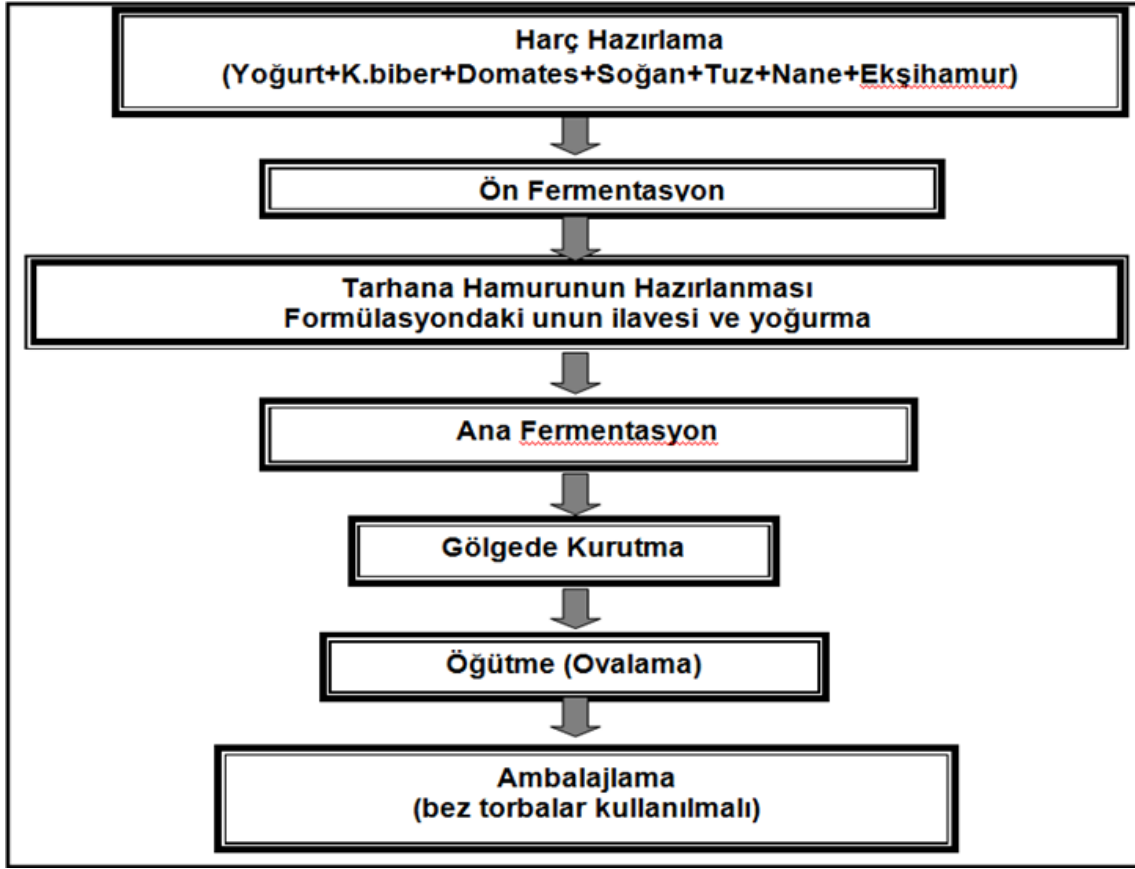 Harç Hazırlama
(Yoğurt+K.biber+Domates+Soğan+Tuz+Nane+Ekşihamur)
Ön Fermentasyon
Tarhana Hamurunun Hazırlanması
Formülasyondaki unun ilavesi ve yoğurma
Ana Fermentasyon
Gölgede Kurutma
Öğütme (Ovalama)
Ambalajlama
(bez torbalar kullanılmalı)